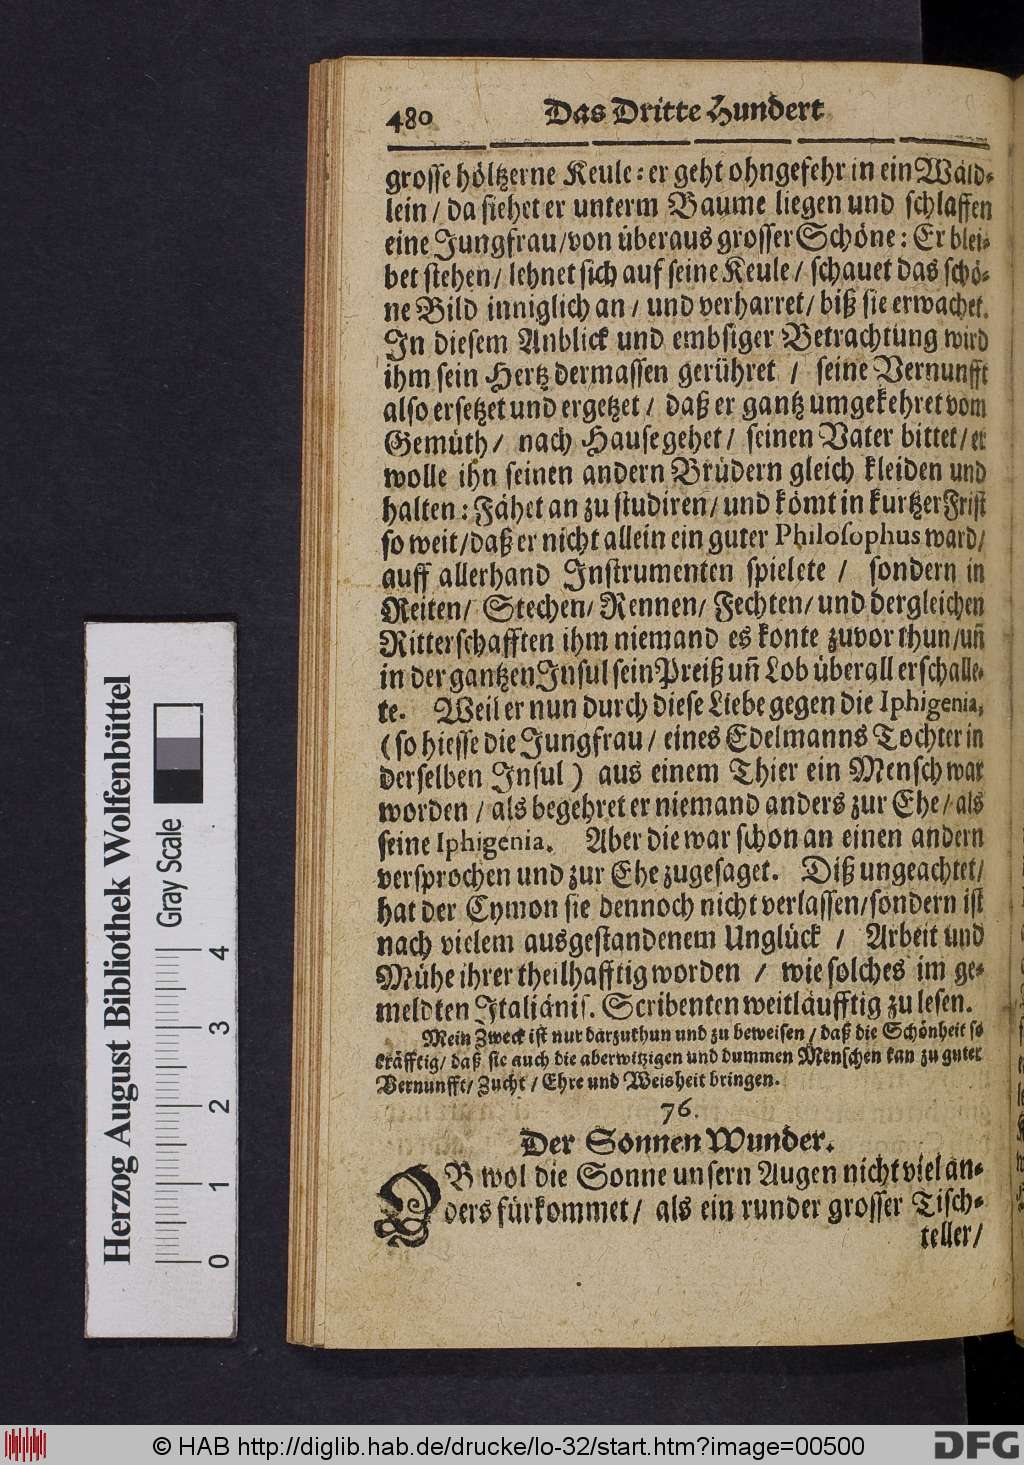 480 Das Dritte Hundert
grosse höltzerne Keule: er geht ohngefehr in ein Wäld-
lein / da siehet er unterm Baume liegen und schlaffen
eine Jungfrau/von überaus grosser Schöne: Er blei-
bet stehen/ lehnet sich auf seine Keule/ schauet das schö-
ne Bild inniglich an / und verharret/ biß sie erwachet.
In diesem Anblick und embsiger Betrachtung wird
ihm sein Hertz dermassen gerühret / seine Vernunfft
also ersetzet und ergetzet / daß er gantz umgekehret vom
Gemüth/ nach Hause gehet/ seinen Vater bittet/er
wolle ihn seinen andern Brüdern gleich kleiden und
halten: Fähet an zu studiren/ und kömt in kurtzer Frist
so weit/daß er nicht allein ein guter Philosophus ward/
auff allerhand Instrumenten spielete / sondern in
Reiten/ Stechen/ Rennen/ Fechten/ und dergleichen
Ritterschafften ihm niemand es konte zuvor thun/uñ
in der gantzen Insul sein Preiß uñ Lob überall erschalle-
te. Weil er nun durch diese Liebe gegen die Iphigenia,
(so hiesse die Jungfrau / eines Edelmanns Tochter in
derselben Insul) aus einem Thier ein Mensch war
worden / als begehret er niemand anders zur Ehe/ als
seine Iphigenia. Aber die war schon an einen andern
versprochen und zur Ehe zugesaget. Diß ungeachtet/
hat der Cymon sie dennoch nicht verlassen/sondern ist
nach vielem ausgestandenem Unglück / Arbeit und
Mühe ihrer theilhafftig worden / wie solches im ge-
meldten Italiänis. Scribenten weitläufftig zu lesen.
Mein Zweck ist nur darzuthun und zu beweisen / daß die Schönheit so
kräfftig/ daß sie auch die aberwitzigen und dummen Menschen kan zu guter
Vernunfft/ Zucht / Ehre und Weisheit bringen.
76.
Der Sonnen Wunder.
OB wol die Sonne unsern Augen nicht viel an-
ders fürkommet/ als ein runder grosser Tisch-
teller/
Herzog August Bibliothek Wolfenbüttel
Gray Scale
0 1 2 3 4
© HAB http://diglib.hab.de/drucke/lo-32/start.htm?image=00500
DFG